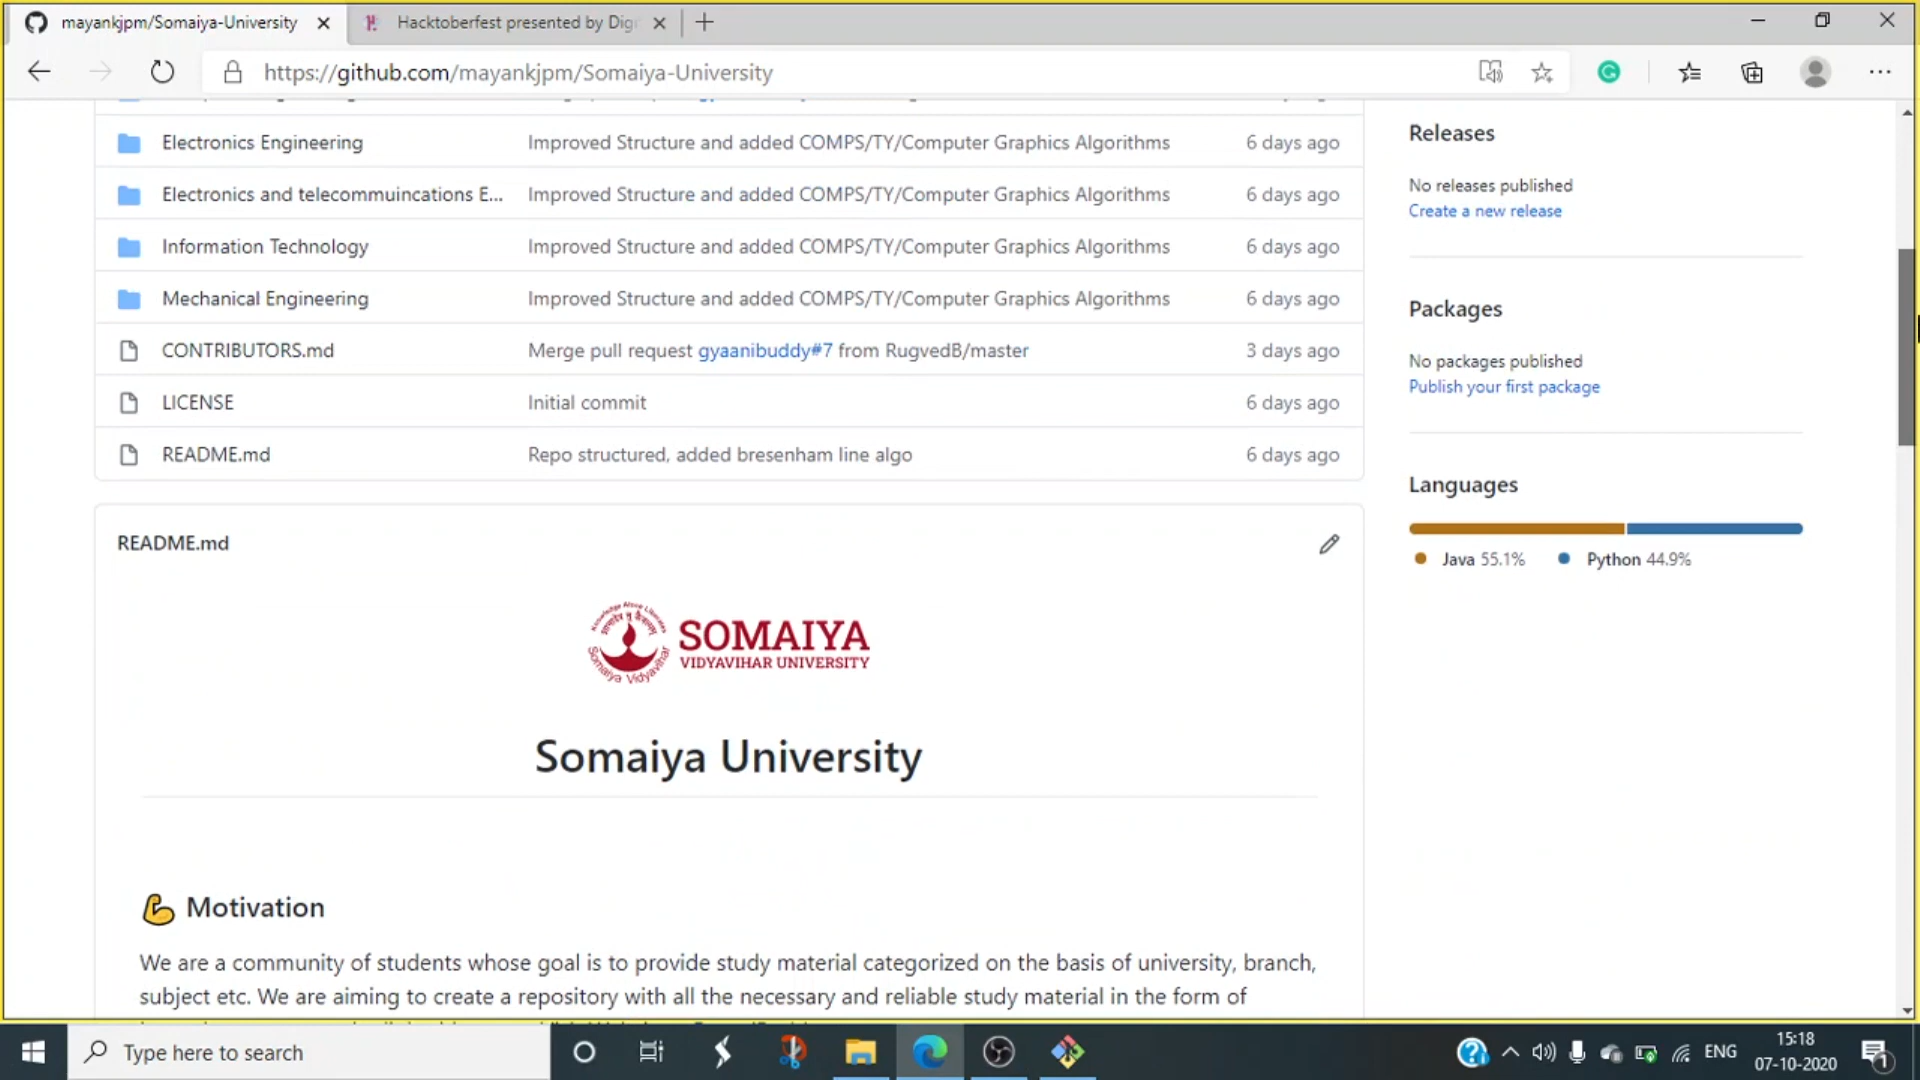 mayankjpm/Somaiya-University
Hacktoberfest presented by Digi
https://github.com/mayankjpm/Somaiya-University
Electronics Engineering Improved Structure and added COMPS/TY/Computer Graphics Algorithms 6 days ago
Electronics and telecommuincations E... Improved Structure and added COMPS/TY/Computer Graphics Algorithms 6 days ago
Information Technology Improved Structure and added COMPS/TY/Computer Graphics Algorithms 6 days ago
Mechanical Engineering Improved Structure and added COMPS/TY/Computer Graphics Algorithms 6 days ago
CONTRIBUTORS.md Merge pull request gyaanibuddy#7 from RugvedB/master 3 days ago
LICENSE Initial commit 6 days ago
README.md Repo structured, added bresenham line algo 6 days ago
Releases
No releases published
Create a new release
Packages
No packages published
Publish your first package
Languages
Java 55.1% Python 44.9%
README.md
SOMAIYA
VIDYAVIHAR UNIVERSITY
Somaiya Vidyavihar
Somaiya University
Motivation
We are a community of students whose goal is to provide study material categorized on the basis of university, branch,
subject etc. We are aiming to create a repository with all the necessary and reliable study material in the form of
Type here to search
ENG
15:18
07-10-2020
1